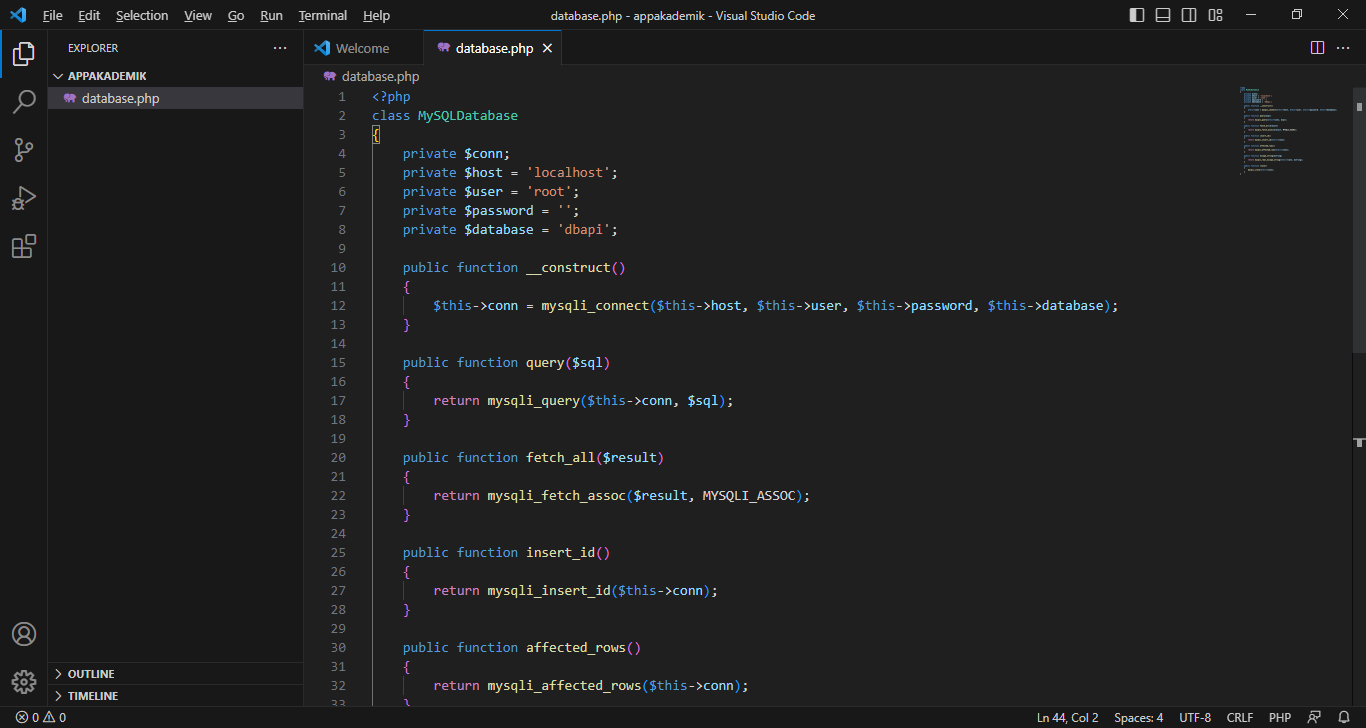 File Edit Selection View Go Run Terminal Help
database.php - appakademik - Visual Studio Code
EXPLORER
APPAKADEMIK
database.php
OUTLINE
TIMELINE
Welcome
database.php
database.php
1 <?php
2 class MySQLDatabase
3 {
4 private $conn;
5 private $host = 'localhost';
6 private $user = 'root';
7 private $password = '';
8 private $database = 'dbapi';
9
10 public function __construct()
11 {
12 $this->conn = mysqli_connect($this->host, $this->user, $this->password, $this->database);
13 }
14
15 public function query($sql)
16 {
17 return mysqli_query($this->conn, $sql);
18 }
19
20 public function fetch_all($result)
21 {
22 return mysqli_fetch_assoc($result, MYSQLI_ASSOC);
23 }
24
25 public function insert_id()
26 {
27 return mysqli_insert_id($this->conn);
28 }
29
30 public function affected_rows()
31 {
32 return mysqli_affected_rows($this->conn);
33 }
0 0
Ln 44, Col 2 Spaces: 4 UTF-8 CRLF PHP